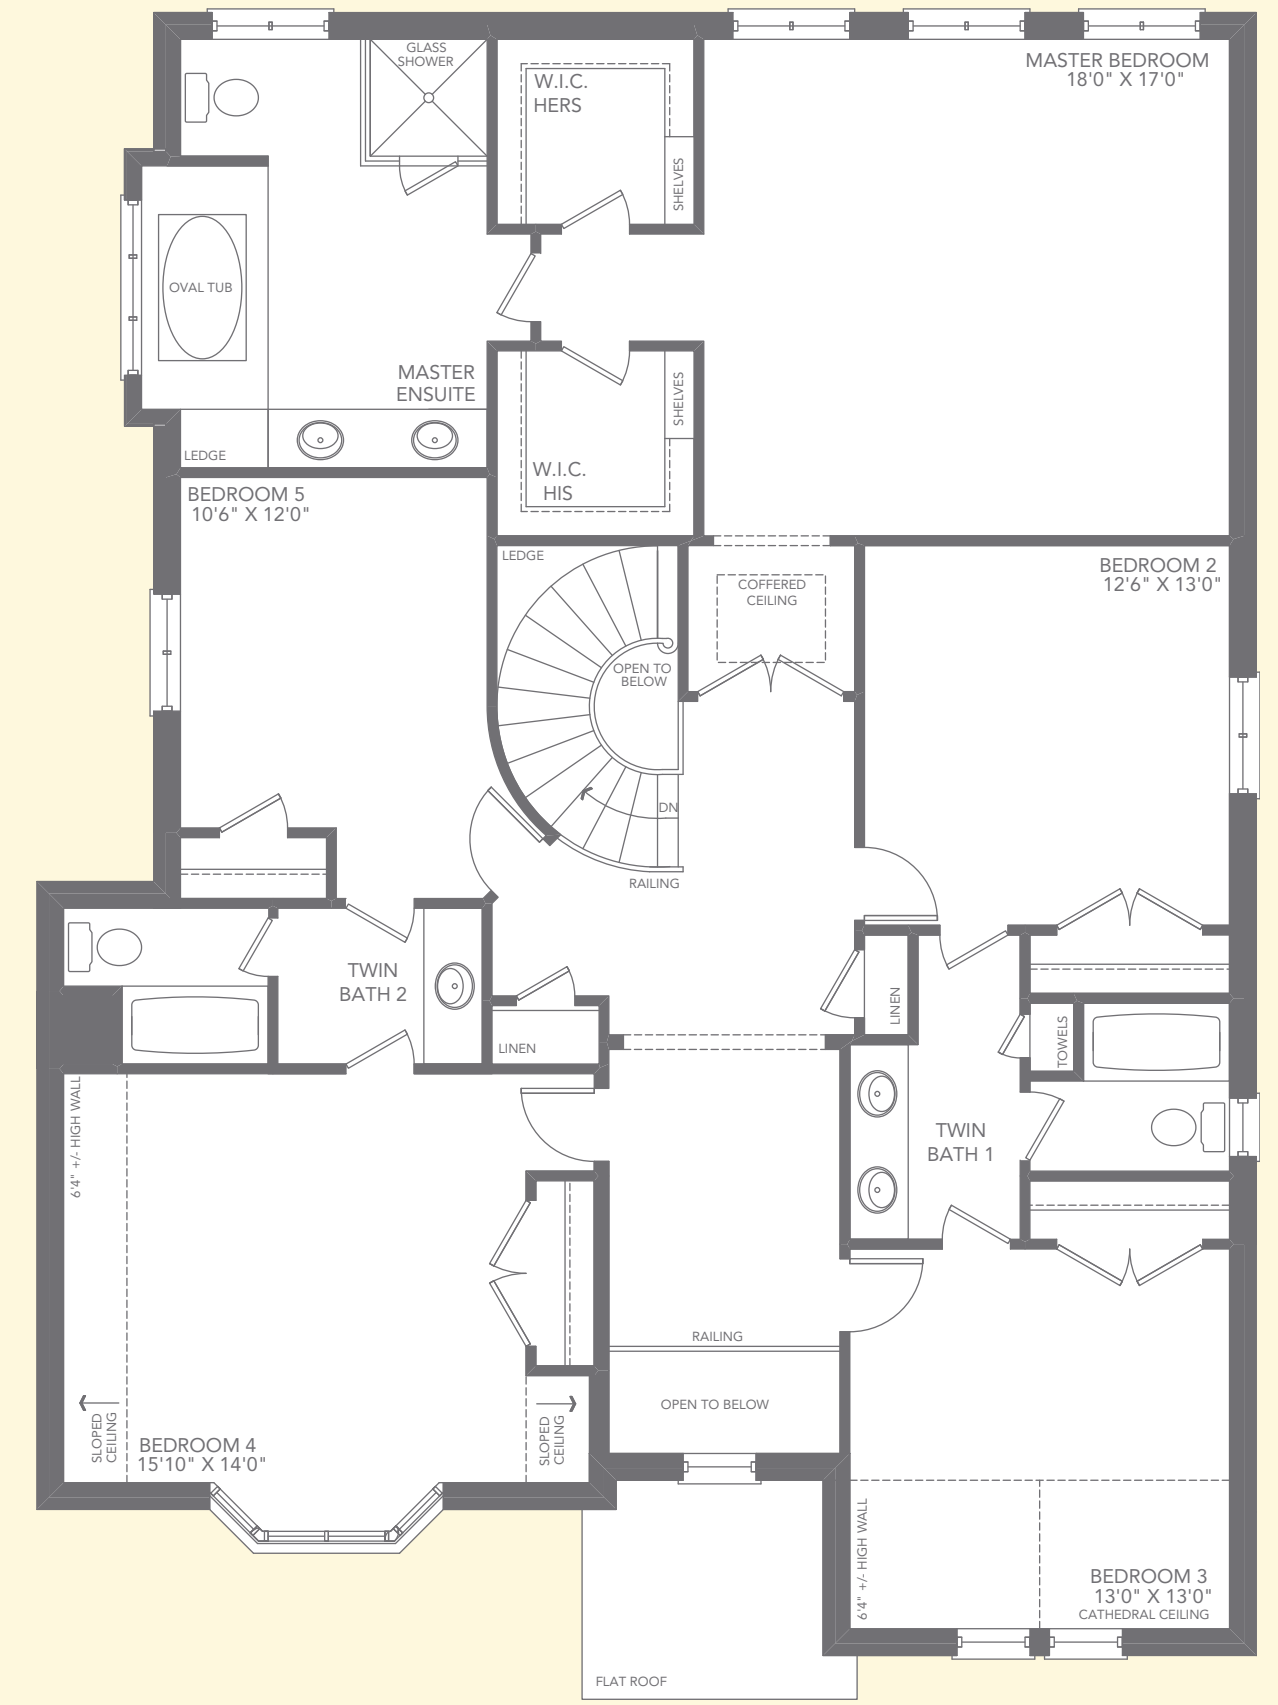 GLASS
SHOWER
W.I.C.
HERS
SHELVES
MASTER BEDROOM
18'0" X 17'0"
OVAL TUB
MASTER
ENSUITE
LEDGE
SHELVES
W.I.C.
HIS
BEDROOM 5
10'6" X 12'0"
LEDGE
OPEN TO
BELOW
DN
RAILING
COFFERED
CEILING
BEDROOM 2
12'6" X 13'0"
TWIN
BATH 2
LINEN
LINEN
TOWELS
TWIN
BATH 1
6'4" +/- HIGH WALL
SLOPED
CEILING
BEDROOM 4
15'10" X 14'0"
SLOPED
CEILING
RAILING
OPEN TO BELOW
6'4" +/- HIGH WALL
BEDROOM 3
13'0" X 13'0"
CATHEDRAL CEILING
FLAT ROOF